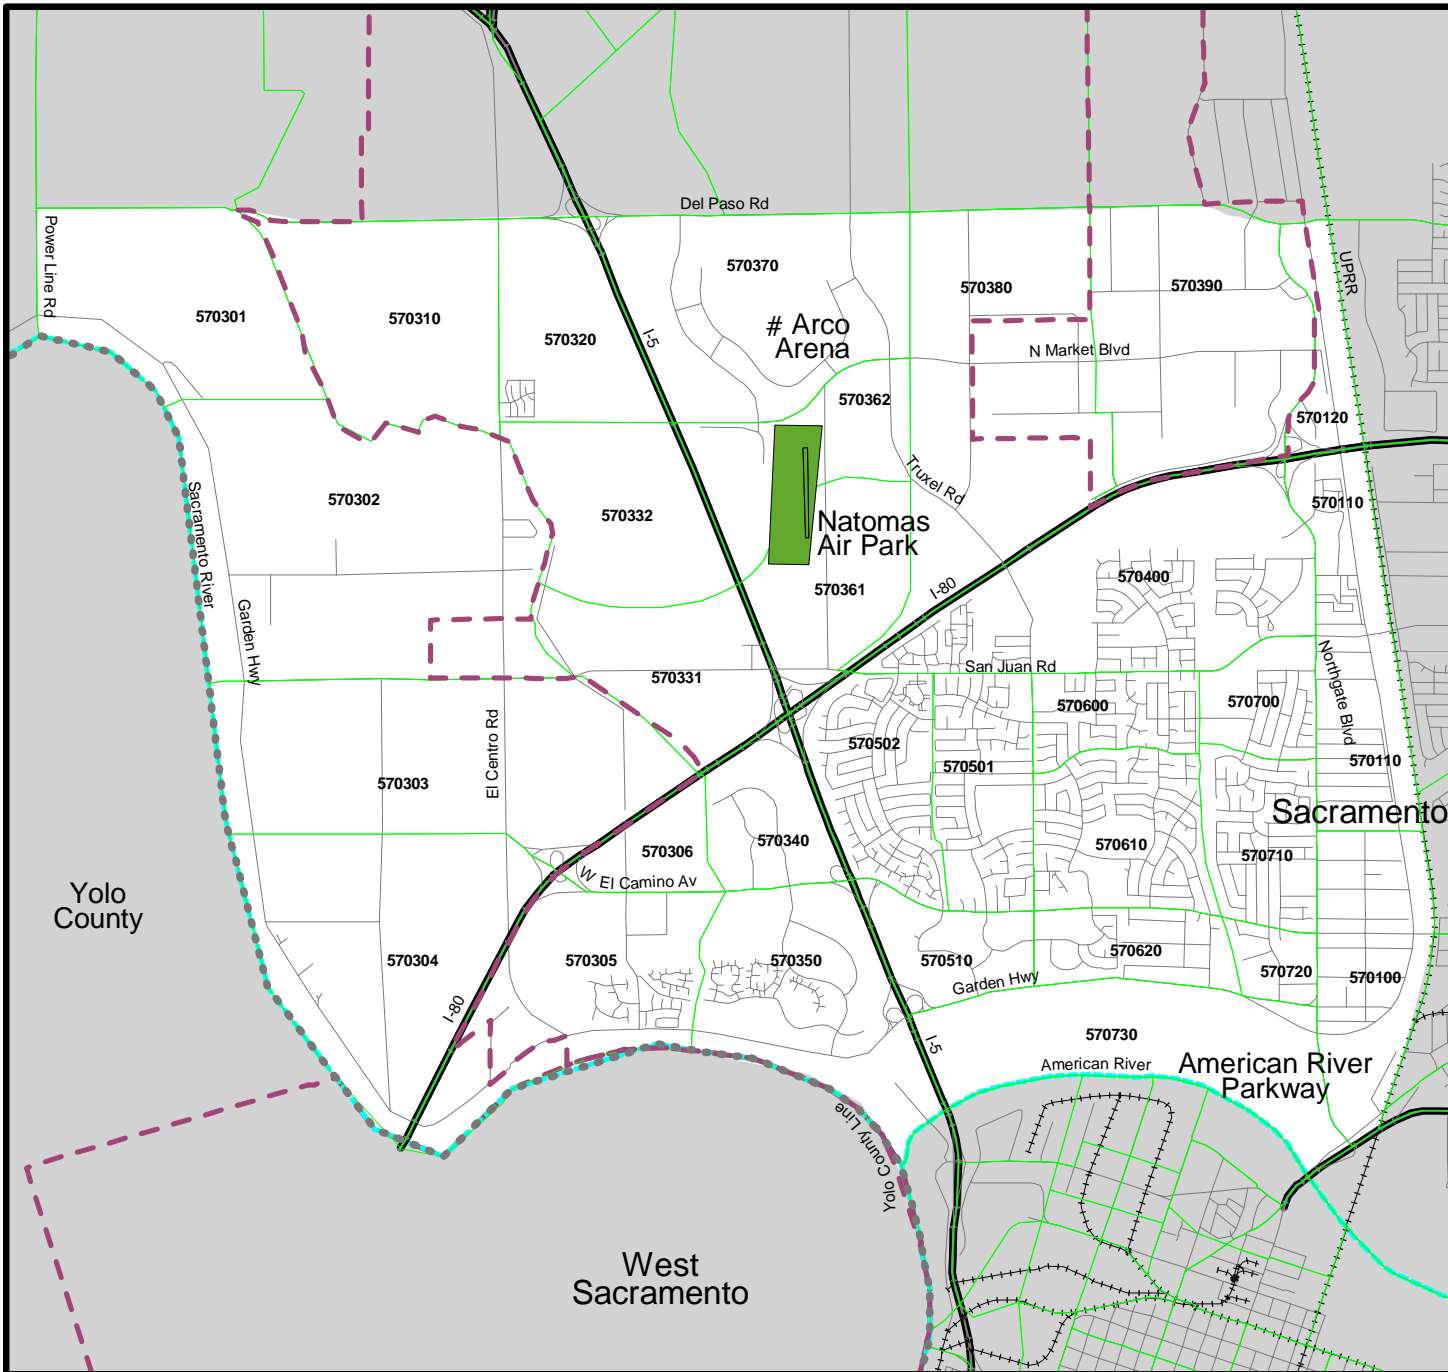 Del Paso Rd
Power Line Rd
UPRR
570370
570380
570390
570301
570310
570320
I-5
# Arco
Arena
N Market Blvd
570362
570120
Truxel Rd
570302
570332
570110
Natomas
Air Park
Sacramento River
570361
I-80
570400
Garden Hwy
570331
San Juan Rd
Northgate Blvd
570600
570700
El Centro Rd
570502
570501
570110
570303
Sacramento
570306
570340
570610
570710
W El Camino Av
Yolo
County
570304
570305
570350
570510
570620
570720
570100
Garden Hwy
I-80
I-5
570730
American River
American River
Parkway
Yolo County Line
West
Sacramento